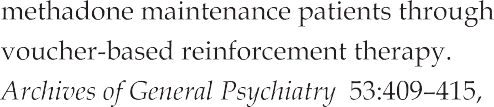 methadone maintenance patients through
voucher-based reinforcement therapy.
Archives of General Psychiatry 53:409–415,